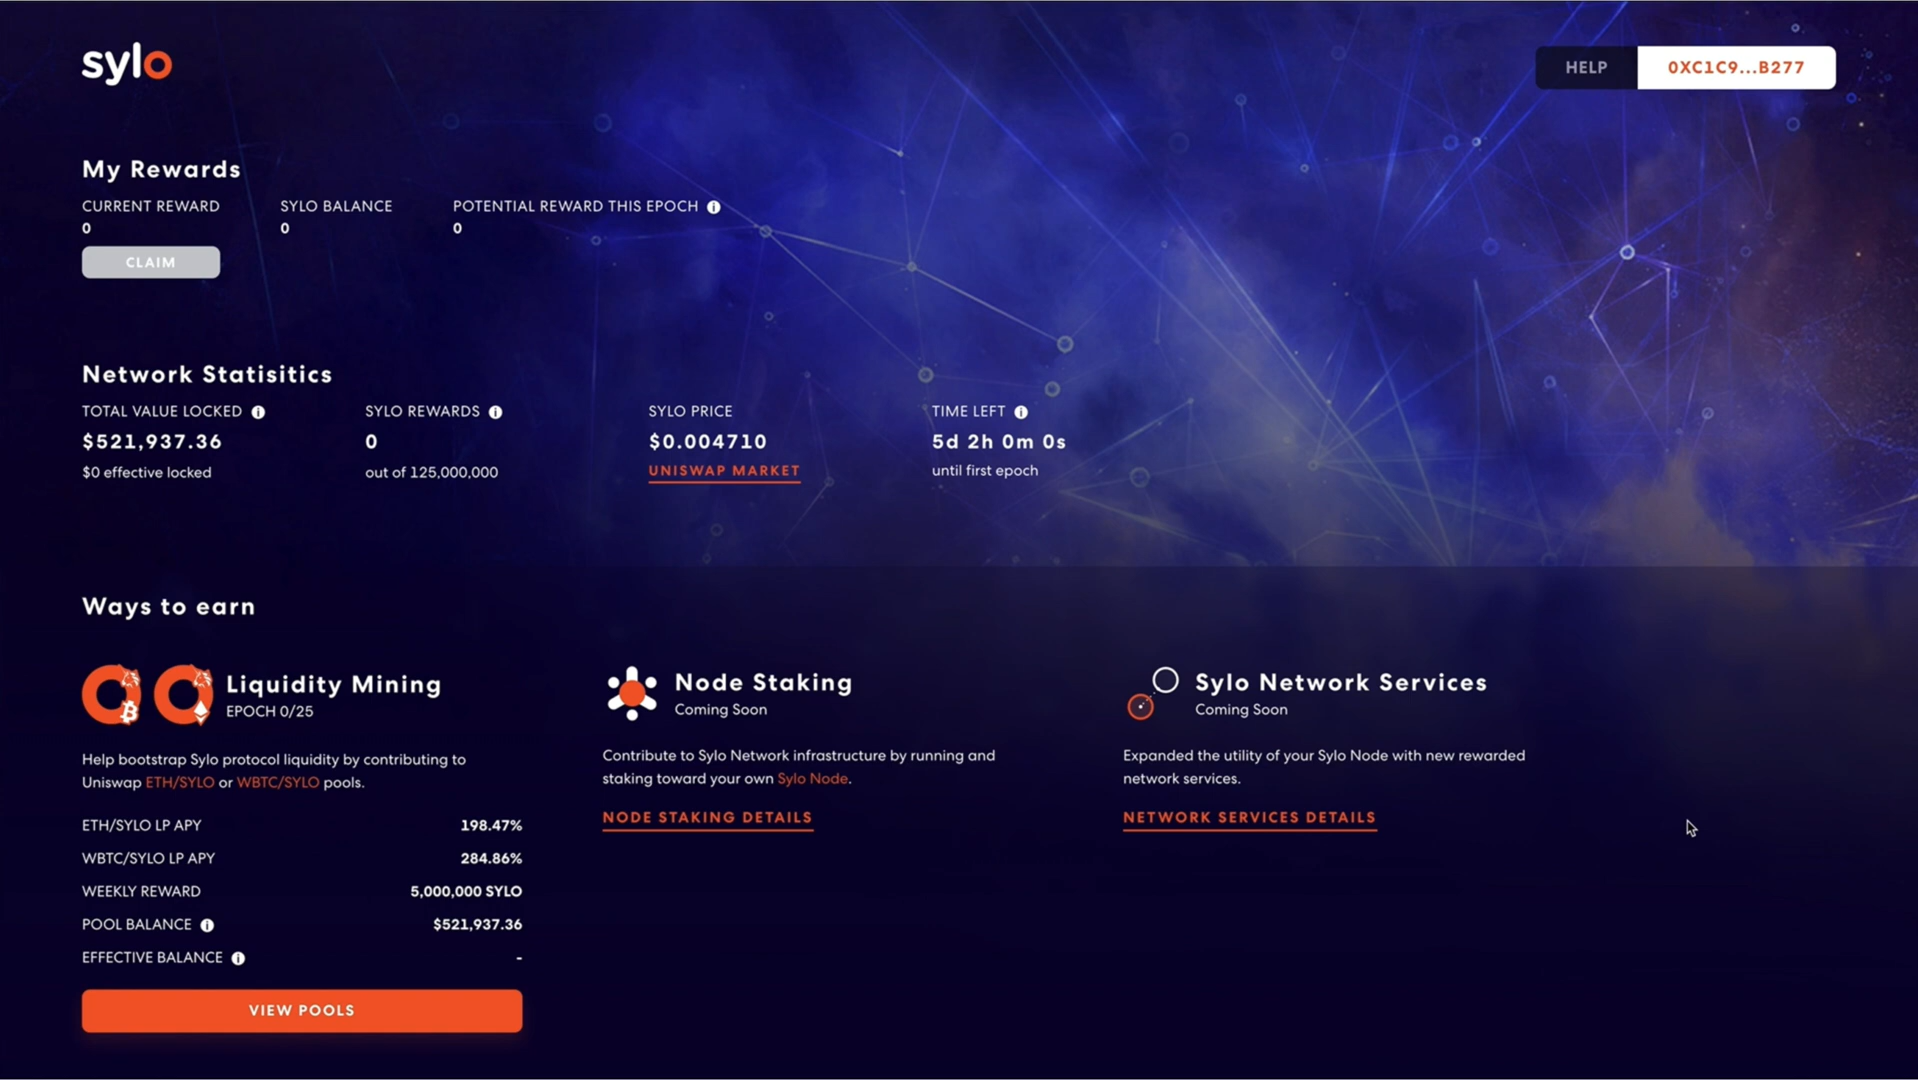 sylo
HELP
0XC1C9...B277
My Rewards
CURRENT REWARD
0
CLAIM
SYLO BALANCE
0
POTENTIAL REWARD THIS EPOCH
0
Network Statisitics
TOTAL VALUE LOCKED
$521,937.36
$0 effective locked
SYLO REWARDS
0
out of 125,000,000
SYLO PRICE
$0.004710
UNISWAP MARKET
TIME LEFT
5d 2h 0m 0s
until first epoch
Ways to earn
Liquidity Mining
EPOCH 0/25
Help bootstrap Sylo protocol liquidity by contributing to
Uniswap ETH/SYLO or WBTC/SYLO pools.
ETH/SYLO LP APY 198.47%
WBTC/SYLO LP APY 284.86%
WEEKLY REWARD 5,000,000 SYLO
POOL BALANCE $521,937.36
EFFECTIVE BALANCE -
VIEW POOLS
Node Staking
Coming Soon
Contribute to Sylo Network infrastructure by running and
staking toward your own Sylo Node.
NODE STAKING DETAILS
Sylo Network Services
Coming Soon
Expanded the utility of your Sylo Node with new rewarded
network services.
NETWORK SERVICES DETAILS